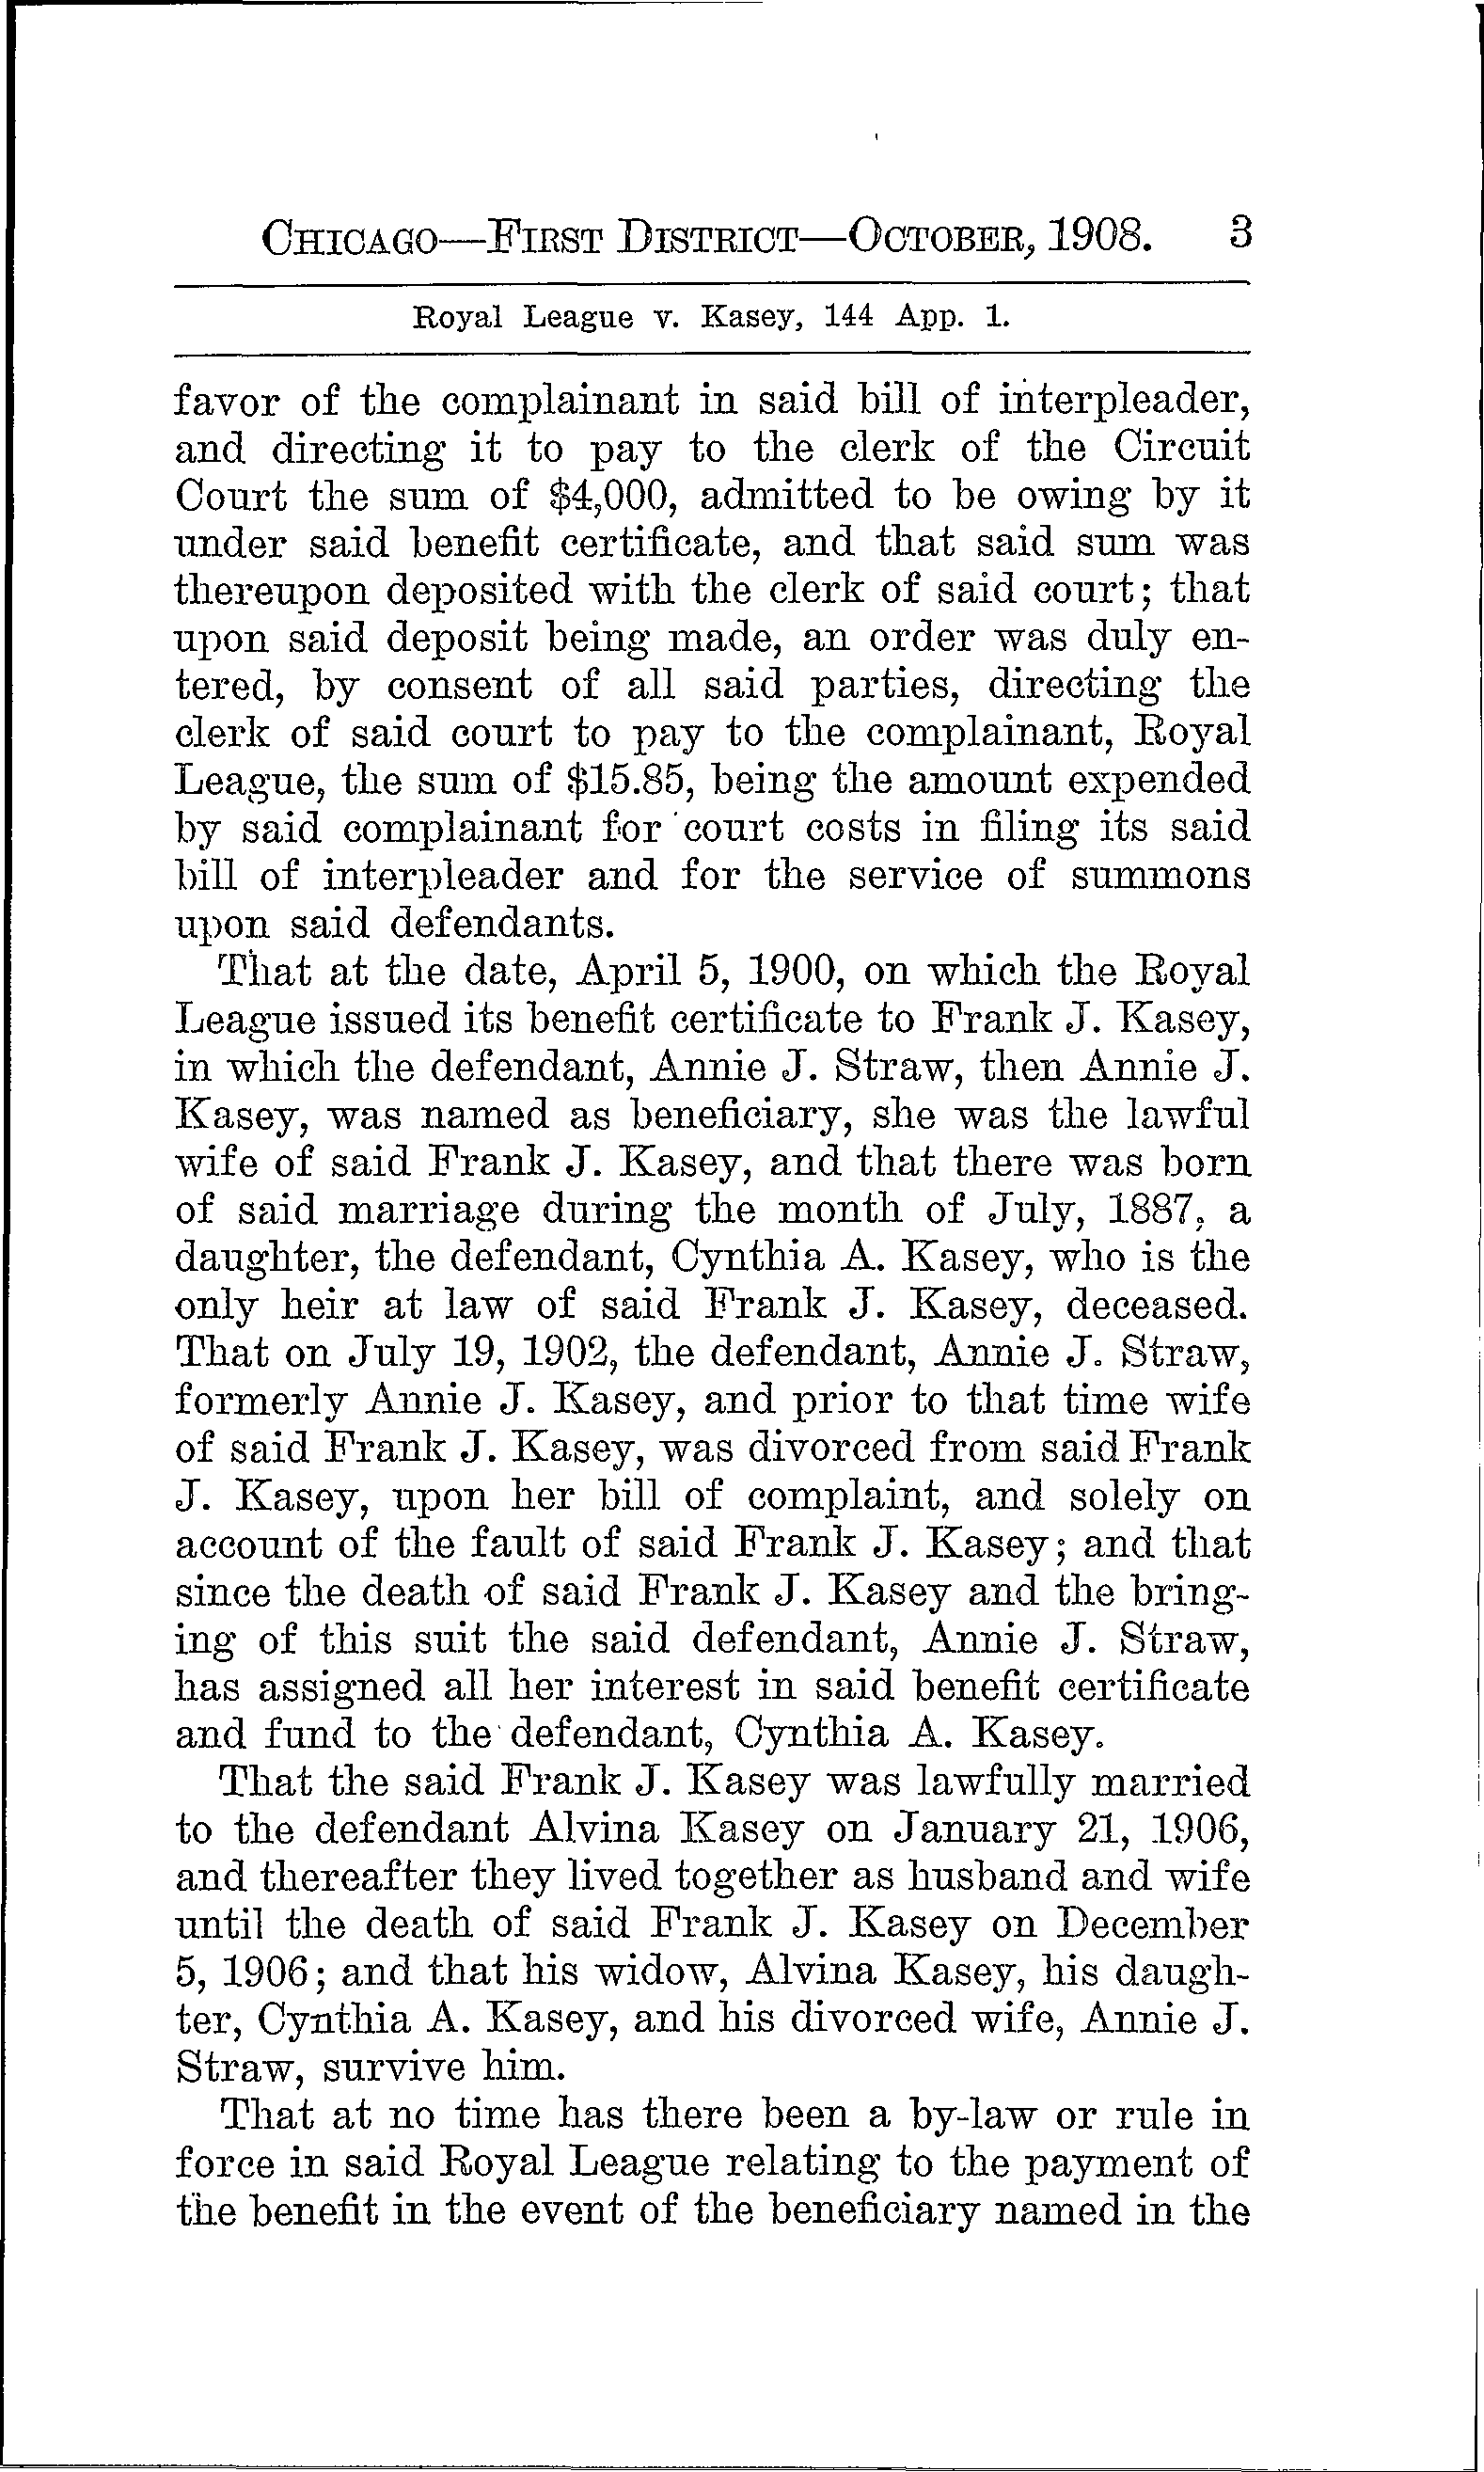 CHICAGO—FIRST DISTRICT—OCTOBER, 1908. 3
Royal League v. Kasey, 144 App. 1.
favor of the complainant in said bill of interpleader,
and directing it to pay to the clerk of the Circuit
Court the sum of $4,000, admitted to be owing by it
under said benefit certificate, and that said sum was
thereupon deposited with the clerk of said court; that
upon said deposit being made, an order was duly en-
tered, by consent of all said parties, directing the
clerk of said court to pay to the complainant, Royal
League, the sum of $15.85, being the amount expended
by said complainant for court costs in filing its said
bill of interpleader and for the service of summons
upon said defendants.
That at the date, April 5, 1900, on which the Royal
League issued its benefit certificate to Frank J. Kasey,
in which the defendant, Annie J. Straw, then Annie J.
Kasey, was named as beneficiary, she was the lawful
wife of said Frank J. Kasey, and that there was born
of said marriage during the month of July, 1887, a
daughter, the defendant, Cynthia A. Kasey, who is the
only heir at law of said Frank J. Kasey, deceased.
That on July 19, 1902, the defendant, Annie J. Straw,
formerly Annie J. Kasey, and prior to that time wife
of said Frank J. Kasey, was divorced from said Frank
J. Kasey, upon her bill of complaint, and solely on
account of the fault of said Frank J. Kasey; and that
since the death of said Frank J. Kasey and the bring-
ing of this suit the said defendant, Annie J. Straw,
has assigned all her interest in said benefit certificate
and fund to the defendant, Cynthia A. Kasey.
That the said Frank J. Kasey was lawfully married
to the defendant Alvina Kasey on January 21, 1906,
and thereafter they lived together as husband and wife
until the death of said Frank J. Kasey on December
5, 1906; and that his widow, Alvina Kasey, his daugh-
ter, Cynthia A. Kasey, and his divorced wife, Annie J.
Straw, survive him.
That at no time has there been a by-law or rule in
force in said Royal League relating to the payment of
the benefit in the event of the beneficiary named in the